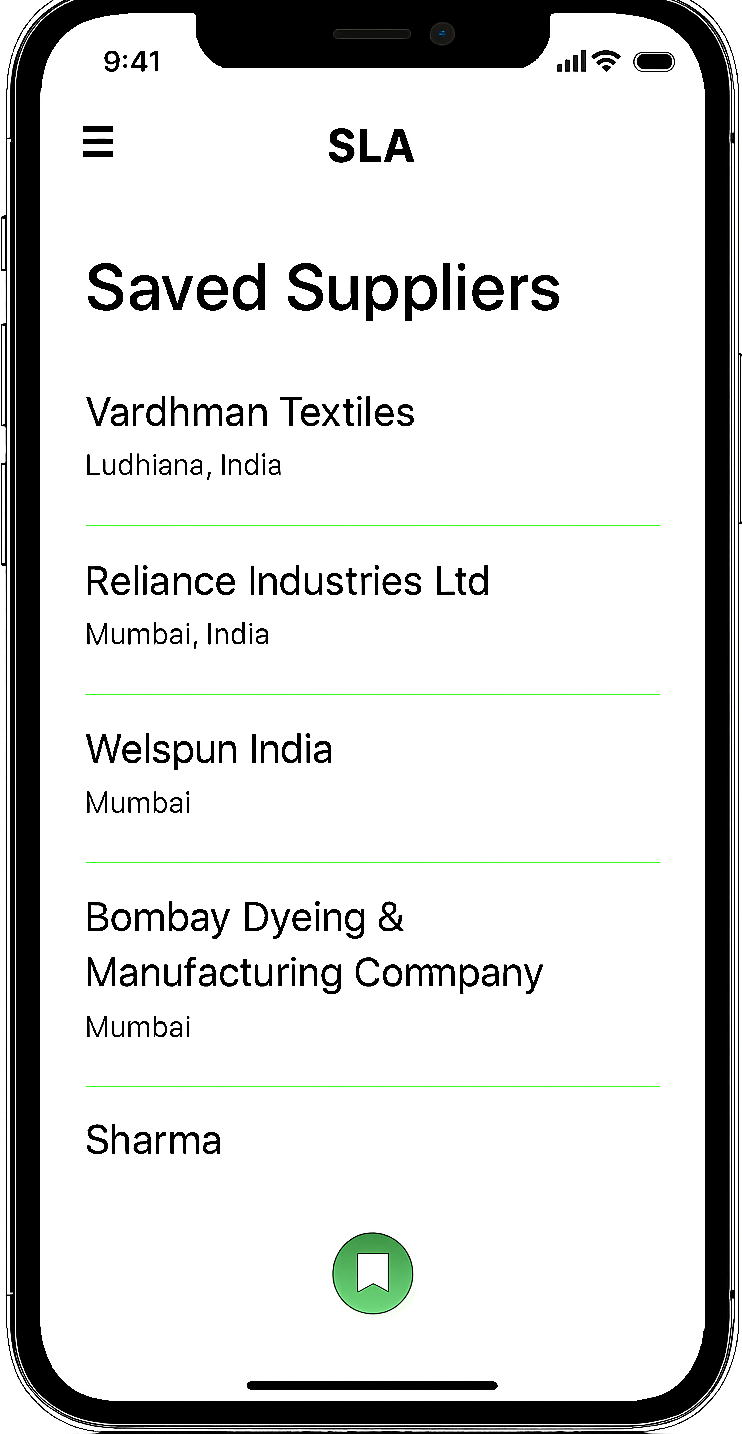 9:41
SLA
Saved Suppliers
Vardhman Textiles
Ludhiana, India
Reliance Industries Ltd
Mumbai, India
Welspun India
Mumbai
Bombay Dyeing &
Manufacturing Commpany
Mumbai
Sharma